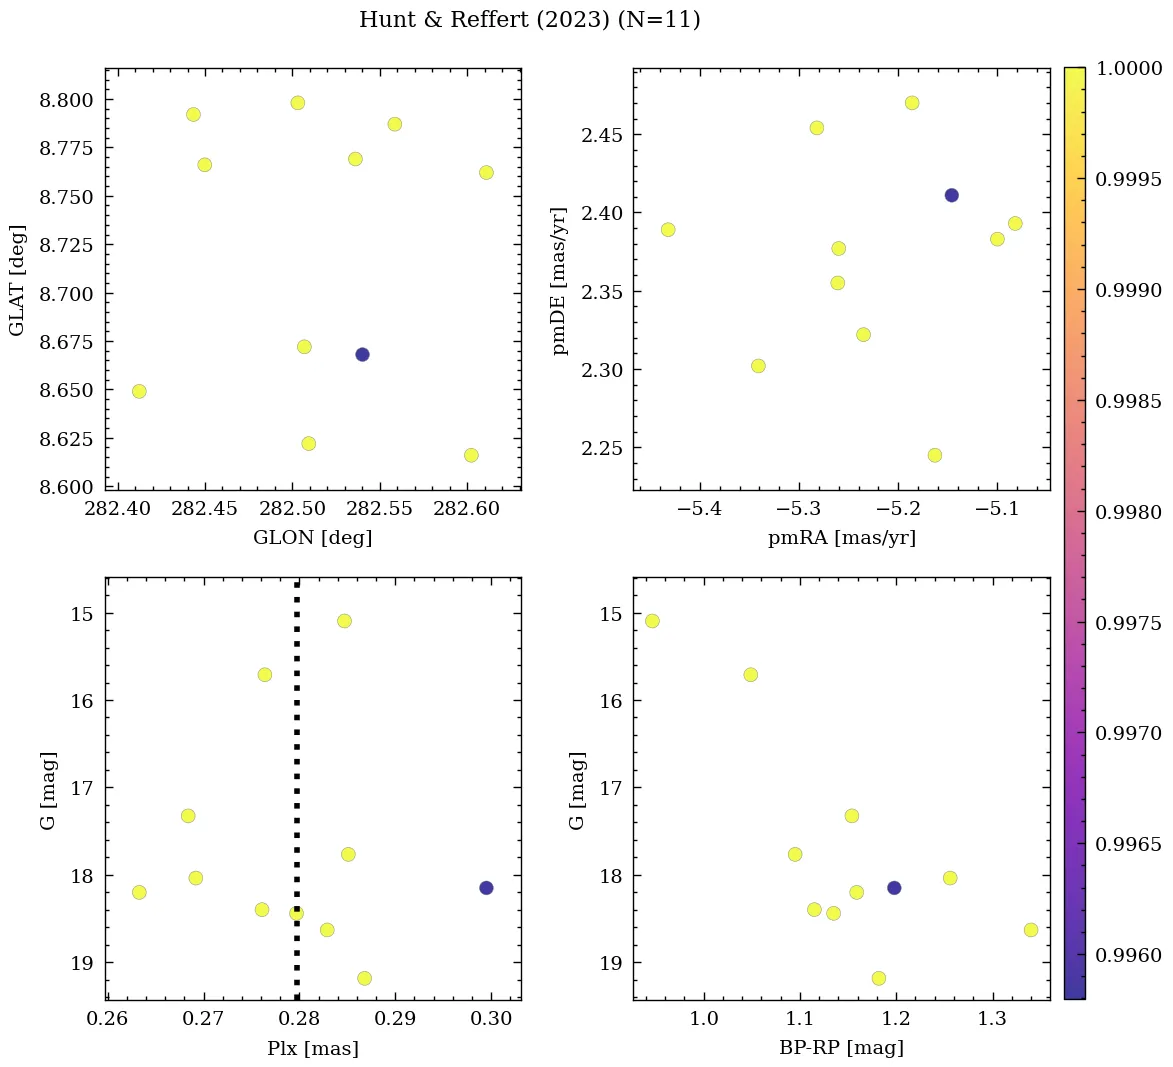 Hunt & Reffert (2023) (N=11)
8.800
8.775
8.750
8.725
8.700
8.675
8.650
8.625
8.600
GLAT [deg]
282.40 282.45 282.50 282.55 282.60
GLON [deg]
2.45
2.40
2.35
2.30
2.25
pmDE [mas/yr]
−5.4 −5.3 −5.2 −5.1
pmRA [mas/yr]
15
16
17
18
19
G [mag]
0.26 0.27 0.28 0.29 0.30
Plx [mas]
15
16
17
18
19
G [mag]
1.0 1.1 1.2 1.3
BP-RP [mag]
1.0000
0.9995
0.9990
0.9985
0.9980
0.9975
0.9970
0.9965
0.9960